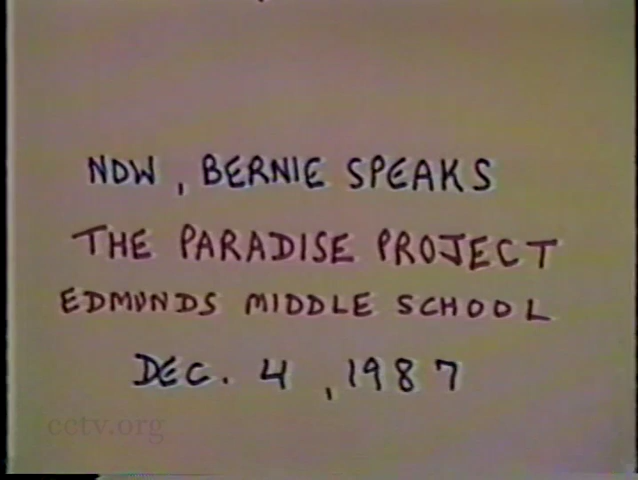 NOW, BERNIE SPEAKS
THE PARADISE PROJECT
EDMUNDS MIDDLE SCHOOL
DEC. 4, 1987
cctv.org